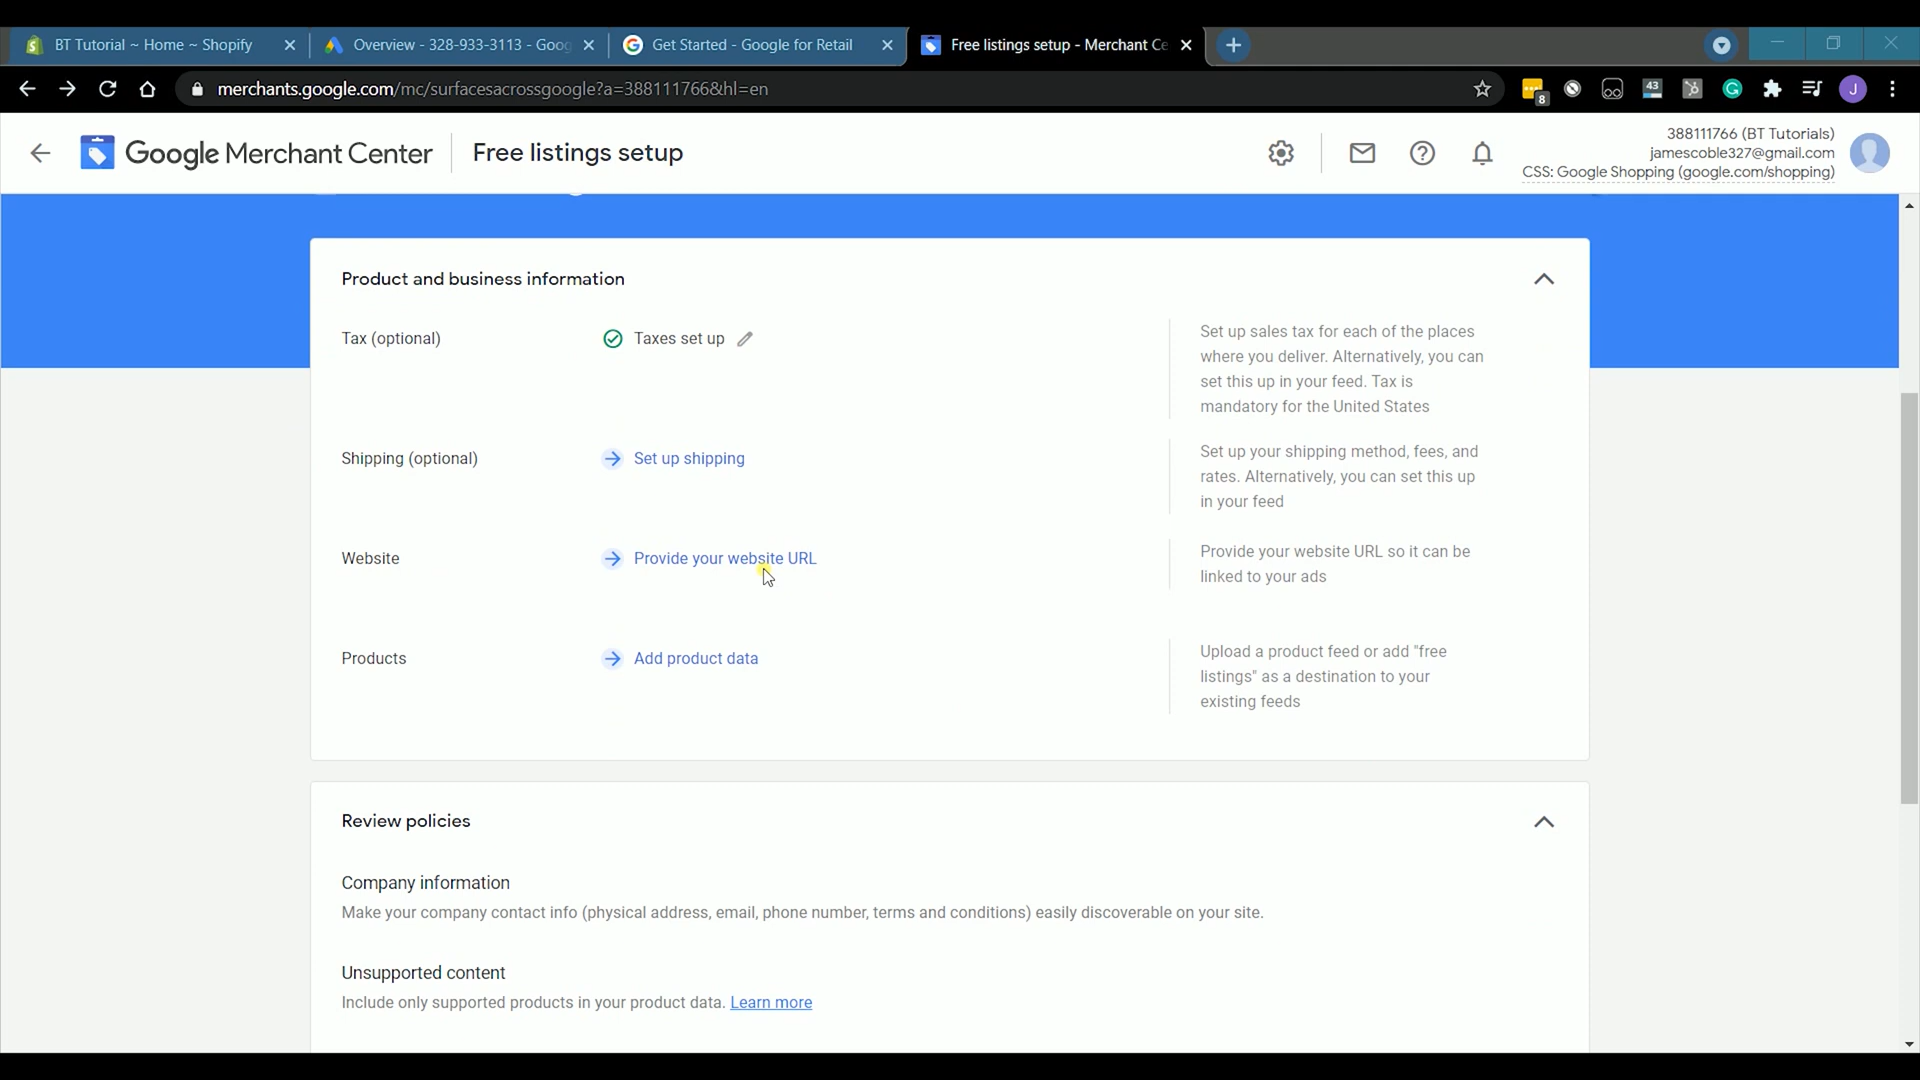 BT Tutorial ~ Home ~ Shopify
Overview - 328-933-3113 - Goog
Get Started - Google for Retail
Free listings setup - Merchant Ce
merchants.google.com/mc/surfacesacrossgoogle?a=388111766&hl=en
8
43
J
Google Merchant Center
Free listings setup
388111766 (BT Tutorials)
jamescoble327@gmail.com
CSS: Google Shopping (google.com/shopping)
Product and business information
Tax (optional)
Taxes set up
Set up sales tax for each of the places
where you deliver. Alternatively, you can
set this up in your feed. Tax is
mandatory for the United States
Shipping (optional)
Set up shipping
Set up your shipping method, fees, and
rates. Alternatively, you can set this up
in your feed
Website
Provide your website URL
Provide your website URL so it can be
linked to your ads
Products
Add product data
Upload a product feed or add "free
listings" as a destination to your
existing feeds
Review policies
Company information
Make your company contact info (physical address, email, phone number, terms and conditions) easily discoverable on your site.
Unsupported content
Include only supported products in your product data. Learn more